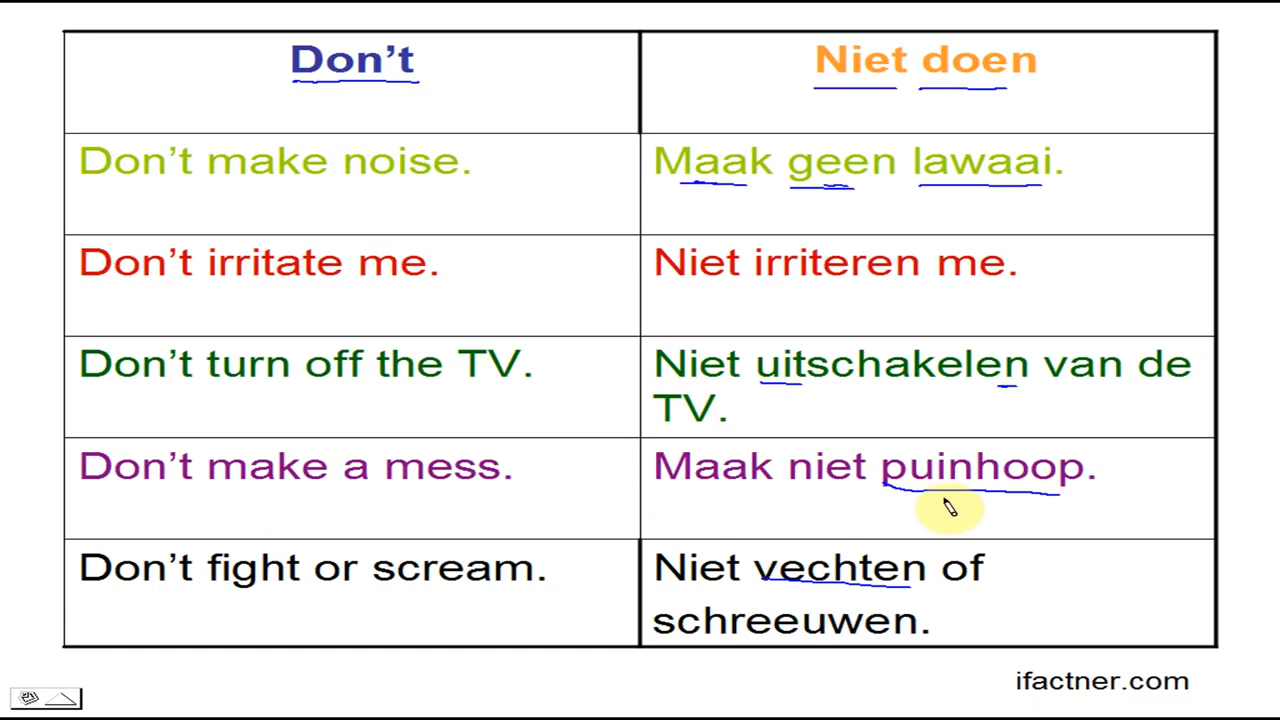 Don't
Niet doen
Don't make noise.
Maak geen lawaai.
Don't irritate me.
Niet irriteren me.
Don't turn off the TV.
Niet uitschakelen van de
TV.
Don't make a mess.
Maak niet puinhoop.
Don't fight or scream.
Niet vechten of
schreeuwen.
ifactner.com